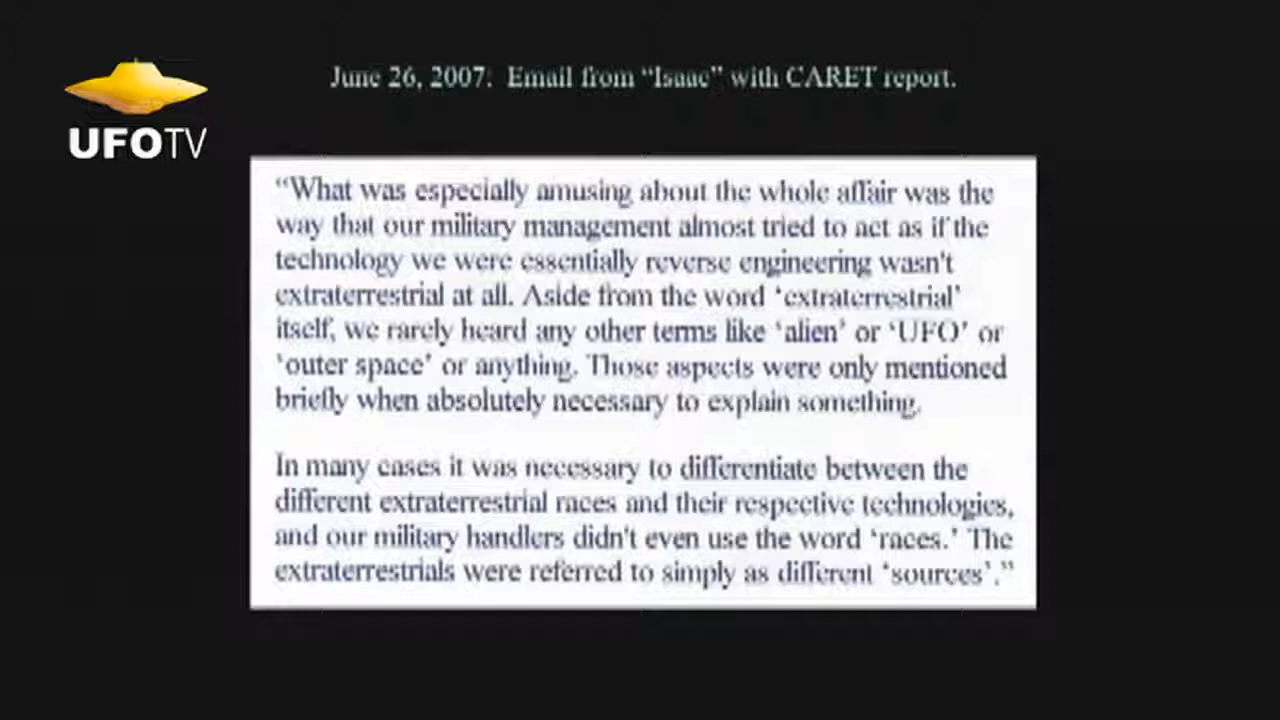 UFOTV
June 26, 2007: Email from “Isaac” with CARET report.
“What was especially amusing about the whole affair was the
way that our military management almost tried to act as if the
technology we were essentially reverse engineering wasn't
extraterrestrial at all. Aside from the word ‘extraterrestrial’
itself, we rarely heard any other terms like ‘alien’ or ‘UFO’ or
‘outer space’ or anything. Those aspects were only mentioned
briefly when absolutely necessary to explain something.
In many cases it was necessary to differentiate between the
different extraterrestrial races and their respective technologies,
and our military handlers didn't even use the word ‘races.’ The
extraterrestrials were referred to simply as different ‘sources’.”